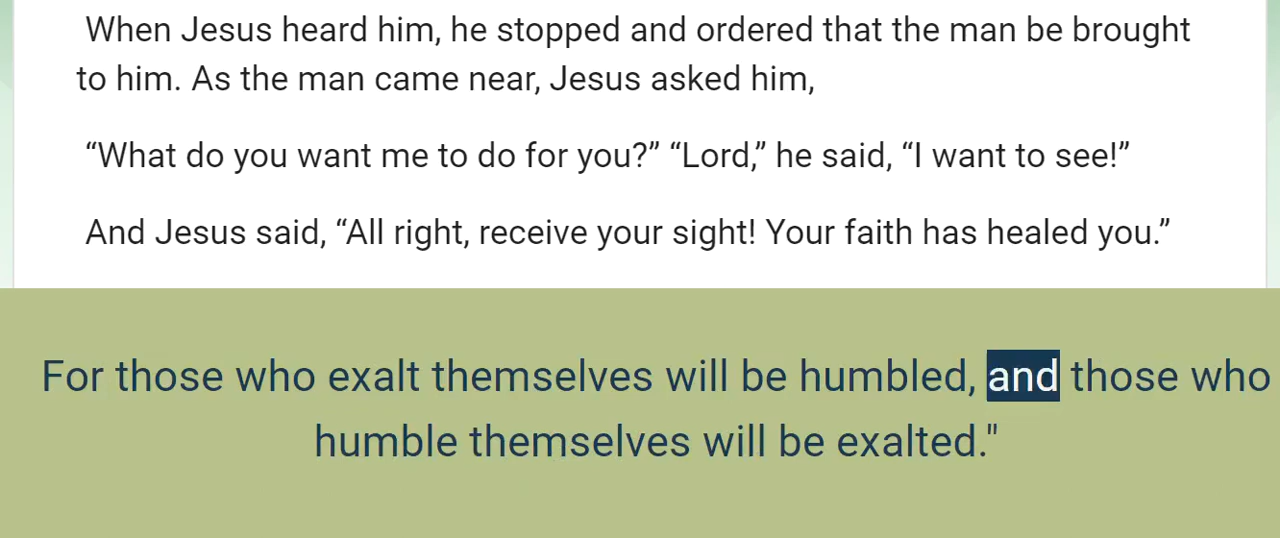 When Jesus heard him, he stopped and ordered that the man be brought
to him. As the man came near, Jesus asked him,
“What do you want me to do for you?” “Lord,” he said, “I want to see!”
And Jesus said, “All right, receive your sight! Your faith has healed you.”
For those who exalt themselves will be humbled, and those who
humble themselves will be exalted."